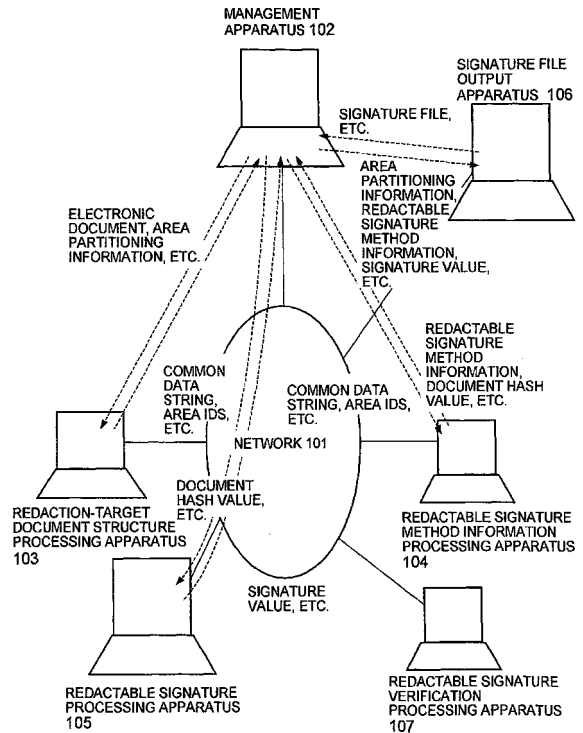 MANAGEMENT
APPARATUS 102
SIGNATURE FILE
OUTPUT
APPARATUS 106
SIGNATURE FILE,
ETC.
AREA
PARTITIONING
INFORMATION,
REDACTABLE
SIGNATURE
METHOD
INFORMATION,
SIGNATURE VALUE,
ETC.
ELECTRONIC
DOCUMENT, AREA
PARTITIONING
INFORMATION, ETC.
REDACTABLE
SIGNATURE
METHOD
INFORMATION,
DOCUMENT HASH
VALUE, ETC.
COMMON
DATA
STRING,
AREA IDS,
ETC.
COMMON DATA
STRING, AREA IDS,
ETC.
NETWORK 101
DOCUMENT
HASH VALUE,
ETC.
REDACTION-TARGET
DOCUMENT STRUCTURE
PROCESSING APPARATUS
103
REDACTABLE SIGNATURE
METHOD INFORMATION
PROCESSING APPARATUS
104
SIGNATURE
VALUE, ETC.
REDACTABLE SIGNATURE
PROCESSING APPARATUS
105
REDACTABLE SIGNATURE
VERIFICATION
PROCESSING APPARATUS
107